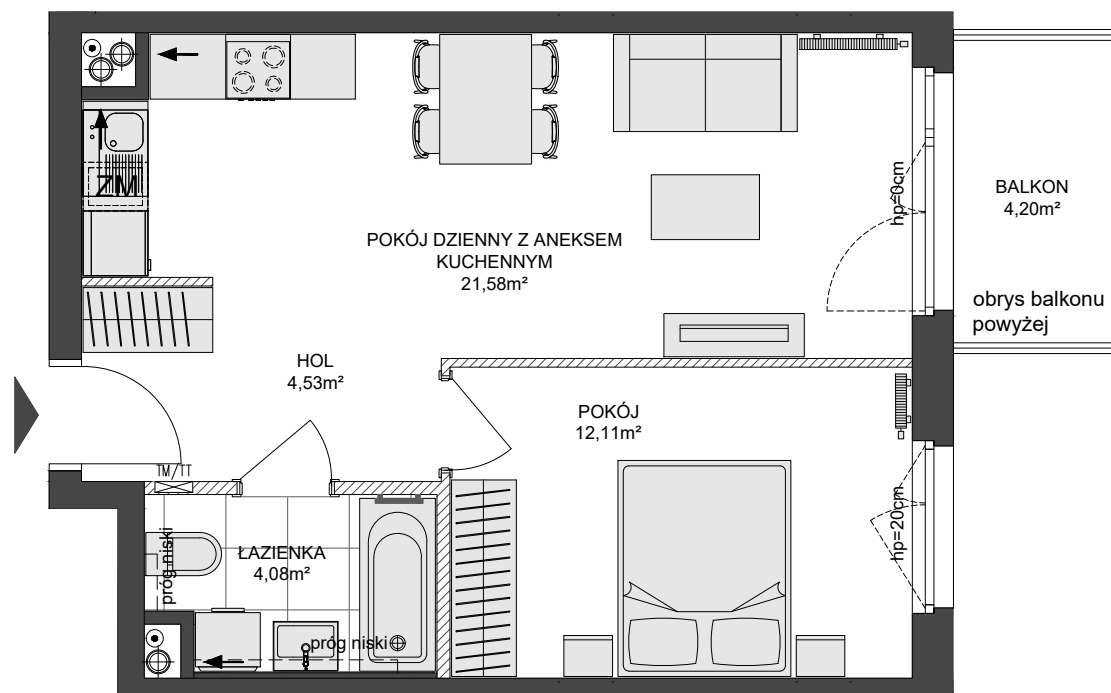 ZM
POKÓJ DZIENNY Z ANEKSEM
KUCHENNYM
21,58m²
hp=0cm
BALKON
4,20m²
obrys balkonu
powyżej
HOL
4,53m²
POKÓJ
12,11m²
TM/TT
próg niski
ŁAZIENKA
4,08m²
próg niski
hp=20cm